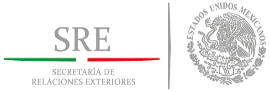 SRE
SECRETARÍA DE
RELACIONES EXTERIORES
ESTADOS UNIDOS MEXICANOS